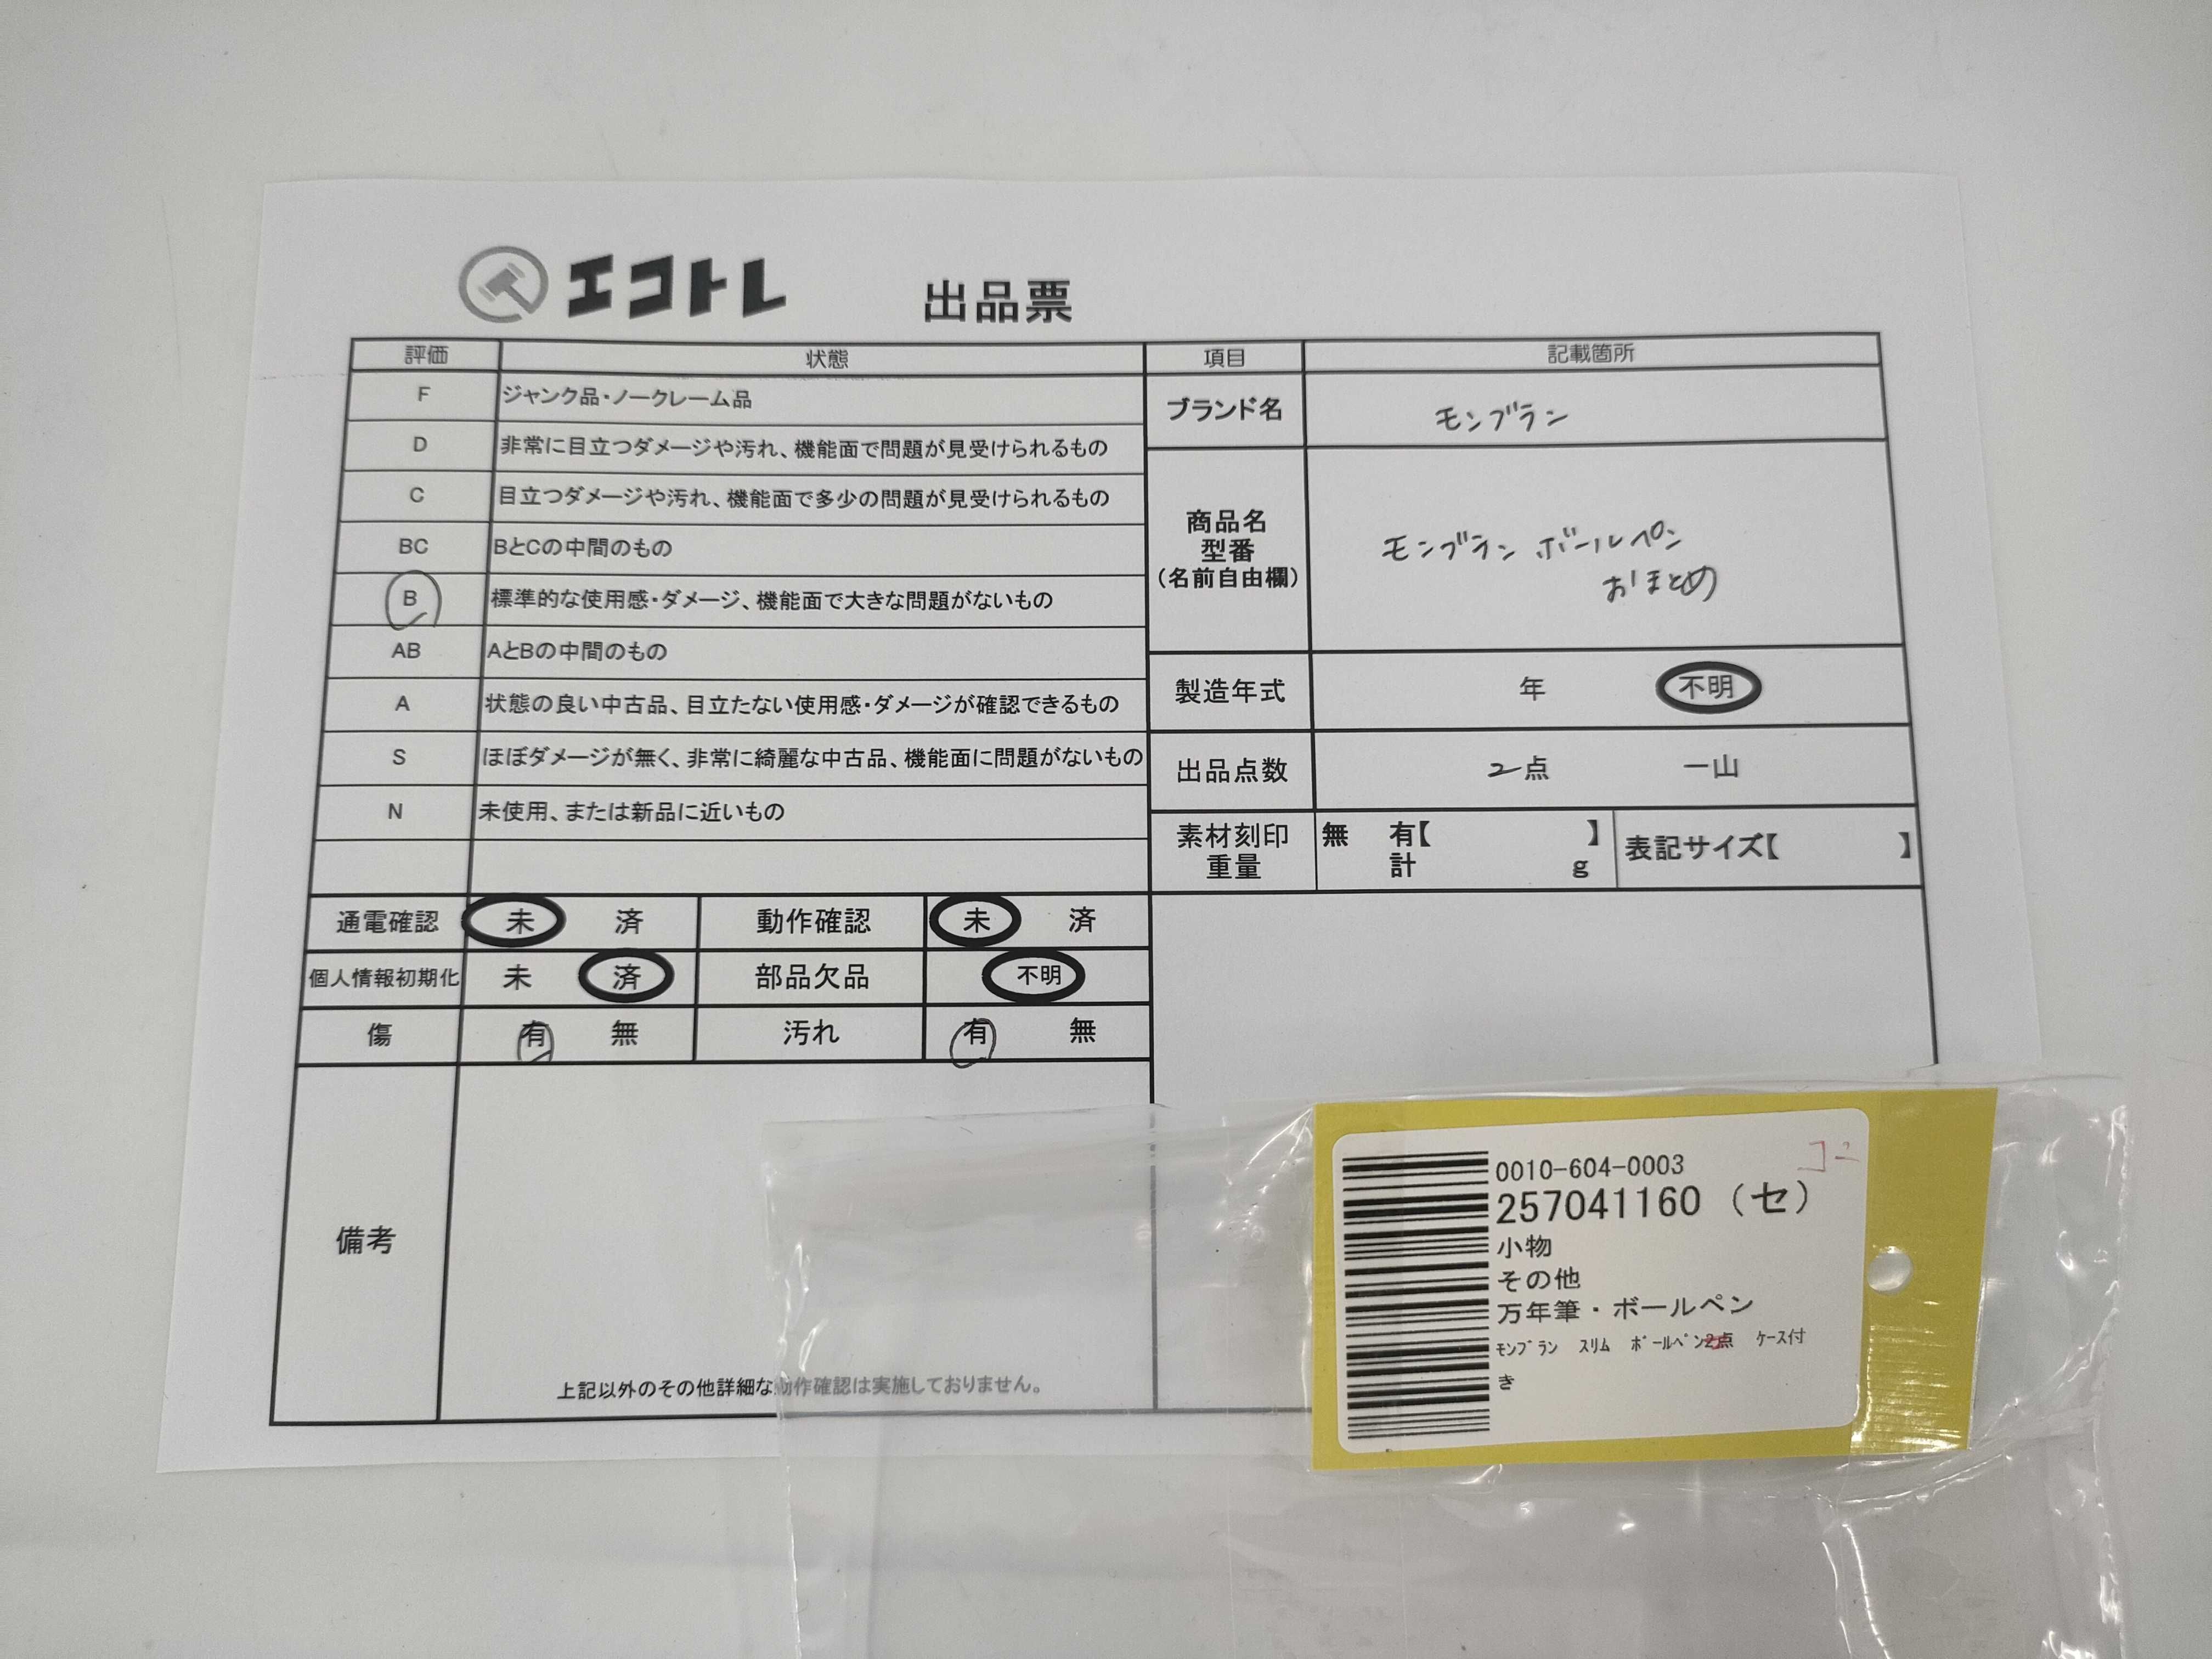 エコトレ 出品票
評価 状態 項目 記載箇所
F ジャンク品・ノークレーム品
D 非常に目立つダメージや汚れ、機能面で問題が見受けられるもの
C 目立つダメージや汚れ、機能面で多少の問題が見受けられるもの
BC BとCの中間のもの
B 標準的な使用感・ダメージ、機能面で大きな問題がないもの
AB AとBの中間のもの
A 状態の良い中古品、目立たない使用感・ダメージが確認できるもの
S ほぼダメージが無く、非常に綺麗な中古品、機能面に問題がないもの
N 未使用、または新品に近いもの
ブランド名 モンブラン
商品名
型番
(名前自由欄)
モンブラン ボールペン
おまとめ
製造年式 年 不明
出品点数 2点 一山
素材刻印
重量
無 有【 】
計 g
表記サイズ【 】
通電確認 未 済 動作確認 未 済
個人情報初期化 未 済 部品欠品 不明
傷 有 無 汚れ 有 無
備考
上記以外のその他詳細な動作確認は実施しておりません。
0010-604-0003
257041160 (セ)
小物
その他
万年筆・ボールペン
ﾓﾝﾌﾞﾗﾝ ｽﾘﾑ ﾎﾞｰﾙﾍﾟﾝ2点 ｹｰｽ付
き